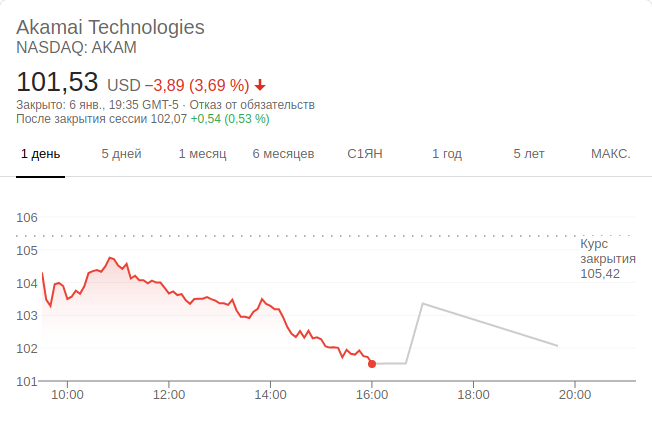 Akamai Technologies
NASDAQ: AKAM
101,53 USD −3,89 (3,69 %)
Закрыто: 6 янв., 19:35 GMT-5 · Отказ от обязательств
После закрытия сессии 102,07 +0,54 (0,53 %)
1 день 5 дней 1 месяц 6 месяцев С1ЯН 1 год 5 лет МАКС.
106
105
104
103
102
101
Курс
закрытия
105,42
10:00 12:00 14:00 16:00 18:00 20:00